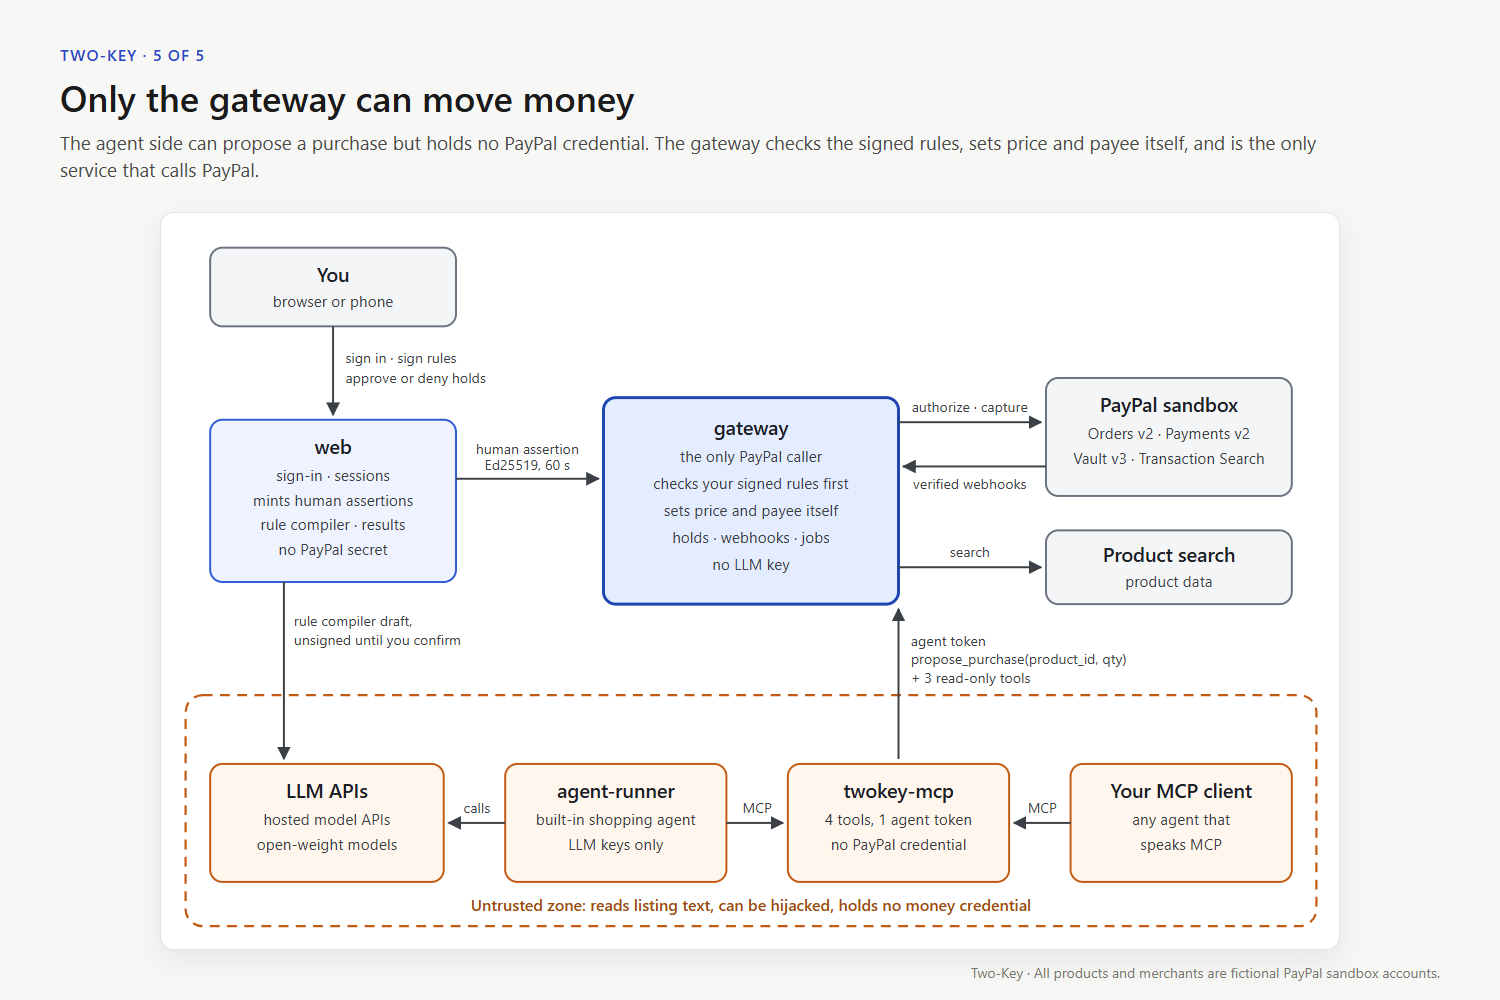 TWO-KEY · 5 OF 5
Only the gateway can move money
The agent side can propose a purchase but holds no PayPal credential. The gateway checks the signed rules, sets price and payee itself, and is the only
service that calls PayPal.
You
browser or phone
sign in · sign rules
approve or deny holds
web
sign-in · sessions
mints human assertions
rule compiler · results
no PayPal secret
human assertion
Ed25519, 60 s
gateway
the only PayPal caller
checks your signed rules first
sets price and payee itself
holds · webhooks · jobs
no LLM key
authorize · capture
verified webhooks
PayPal sandbox
Orders v2 · Payments v2
Vault v3 · Transaction Search
search
Product search
product data
rule compiler draft,
unsigned until you confirm
agent token
propose_purchase(product_id, qty)
+ 3 read-only tools
LLM APIs
hosted model APIs
open-weight models
calls
agent-runner
built-in shopping agent
LLM keys only
MCP
twokey-mcp
4 tools, 1 agent token
no PayPal credential
MCP
Your MCP client
any agent that
speaks MCP
Untrusted zone: reads listing text, can be hijacked, holds no money credential
Two-Key · All products and merchants are fictional PayPal sandbox accounts.